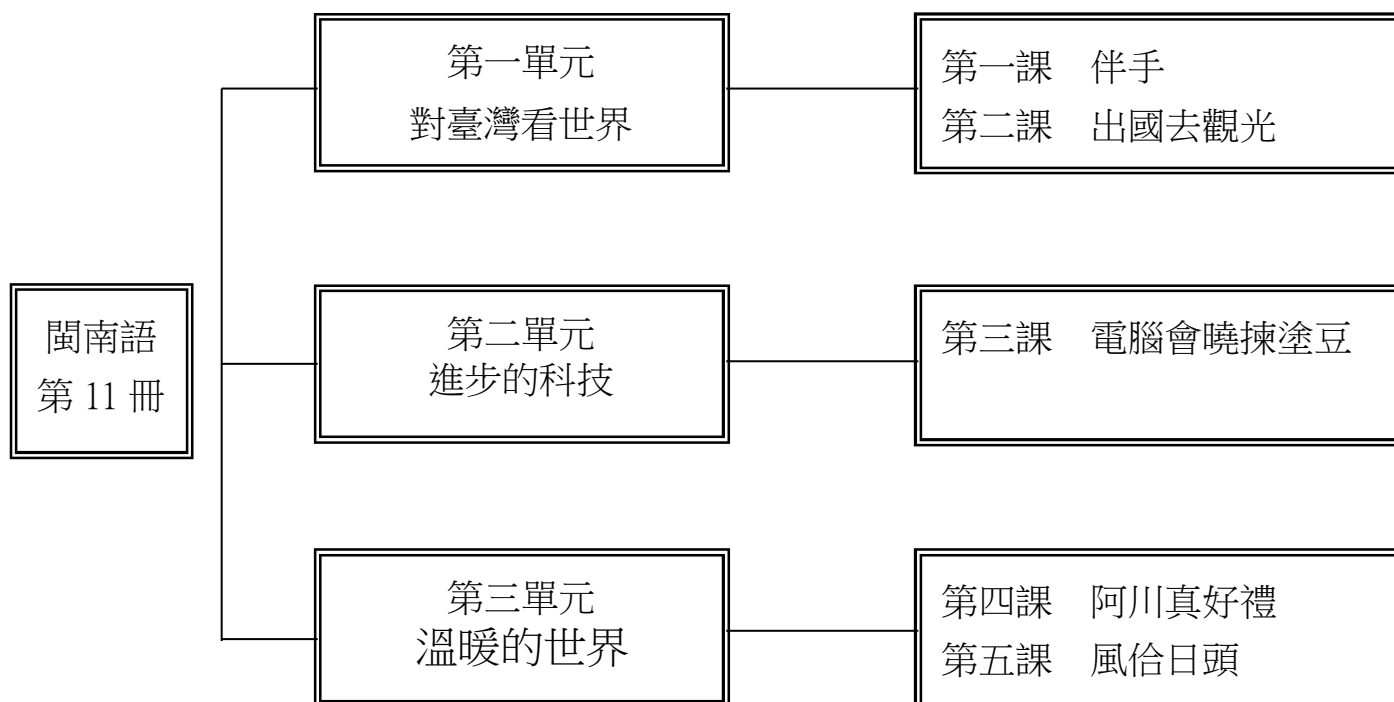 閩南語
第 11 冊
第一單元
對臺灣看世界
第一課 伴手
第二課 出國去觀光
第二單元
進步的科技
第三課 電腦會曉揀塗豆
第三單元
溫暖的世界
第四課 阿川真好禮
第五課 風佮日頭